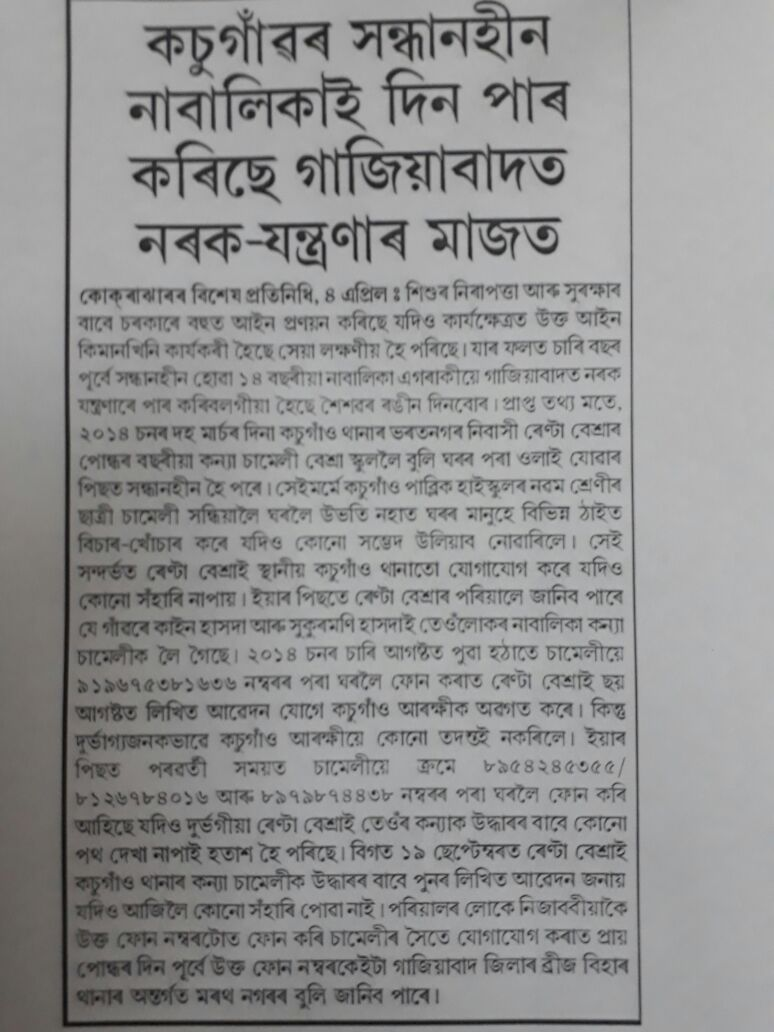 কচুগাঁৱৰ সন্ধানহীন
নাবালিকাই দিন পাৰ
কৰিছে গাজিয়াবাদত
নৰক-যন্ত্ৰণাৰ মাজত
কোক্ৰাঝাৰৰ বিশেষ প্ৰতিনিধি, ৪ এপ্ৰিল ঃ শিশুৰ নিৰাপত্তা আৰু সুৰক্ষাৰ
বাবে চৰকাৰে বহুত আইন প্ৰণয়ন কৰিছে যদিও কাৰ্যক্ষেত্ৰত উক্ত আইন
কিমানখিনি কাৰ্যকৰী হৈছে সেয়া লক্ষণীয় হৈ পৰিছে। যাৰ ফলত চাৰি বছৰ
পূৰ্বে সন্ধানহীন হোৱা ১৪ বছৰীয়া নাবালিকা এগৰাকীয়ে গাজিয়াবাদত নৰক
যন্ত্ৰণাৰে পাৰ কৰিবলগীয়া হৈছে শৈশৱৰ ৰঙীন দিনবোৰ। প্ৰাপ্ত তথ্য মতে,
২০১৪ চনৰ দহ মাৰ্চৰ দিনা কচুগাঁও থানাৰ ভৰতনগৰ নিবাসী ৰেণ্টা বেশ্ৰাৰ
পোন্ধৰ বছৰীয়া কন্যা চামেলী বেশ্ৰা স্কুললৈ বুলি ঘৰৰ পৰা ওলাই যোৱাৰ
পিছত সন্ধানহীন হৈ পৰে। সেইমৰ্মে কচুগাঁও পাব্লিক হাইস্কুলৰ নৱম শ্ৰেণীৰ
ছাত্ৰী চামেলী সন্ধিয়ালৈ ঘৰলৈ উভতি নহাত ঘৰৰ মানুহে বিভিন্ন ঠাইত
বিচাৰ-খোঁচাৰ কৰে যদিও কোনো সম্ভেদ উলিয়াব নোৱাৰিলে। সেই
সন্দৰ্ভত ৰেণ্টা বেশ্ৰাই স্থানীয় কচুগাঁও থানাতো যোগাযোগ কৰে যদিও
কোনো সঁহাৰি নাপায়। ইয়াৰ পিছতে ৰেণ্টা বেশ্ৰাৰ পৰিয়ালে জানিব পাৰে
যে গাঁৱৰে কাইন হাসদা আৰু সুকুৰমণি হাসদাই তেওঁলোকৰ নাবালিকা কন্যা
চামেলীক লৈ গৈছে। ২০১৪ চনৰ চাৰি আগষ্টত পুৱা হঠাতে চামেলীয়ে
৯১৯৬৭৫৩৮১৬৩৬ নম্বৰৰ পৰা ঘৰলৈ ফোন কৰাত ৰেণ্টা বেশ্ৰাই ছয়
আগষ্টত লিখিত আৱেদন যোগে কচুগাঁও আৰক্ষীক অৱগত কৰে। কিন্তু
দুৰ্ভাগ্যজনকভাৱে কচুগাঁও আৰক্ষীয়ে কোনো তদন্তই নকৰিলে। ইয়াৰ
পিছত পৰৱৰ্তী সময়ত চামেলীয়ে ক্ৰমে ৮৯৫৪২৪৫৩৫৫/
৮১২৬৭৮৪০১৬ আৰু ৮৯৭৯৮৭৪৪৩৮ নম্বৰৰ পৰা ঘৰলৈ ফোন কৰি
আহিছে যদিও দুৰ্ভগীয়া ৰেণ্টা বেশ্ৰাই তেওঁৰ কন্যাক উদ্ধাৰৰ বাবে কোনো
পথ দেখা নাপাই হতাশ হৈ পৰিছে। বিগত ১৯ ছেপ্টেম্বৰত ৰেণ্টা বেশ্ৰাই
কচুগাঁও থানাৰ কন্যা চামেলীক উদ্ধাৰৰ বাবে পুনৰ লিখিত আৱেদন জনায়
যদিও আজিলৈ কোনো সঁহাৰি পোৱা নাই। পৰিয়ালৰ লোকে নিজাববীয়াকৈ
উক্ত ফোন নম্বৰটোত ফোন কৰি চামেলীৰ সৈতে যোগাযোগ কৰাত প্ৰায়
পোন্ধৰ দিন পূৰ্বে উক্ত ফোন নম্বৰকেইটা গাজিয়াবাদ জিলাৰ ব্ৰীজ বিহাৰ
থানাৰ অন্তৰ্গত মৰথ নগৰৰ বুলি জানিব পাৰে।